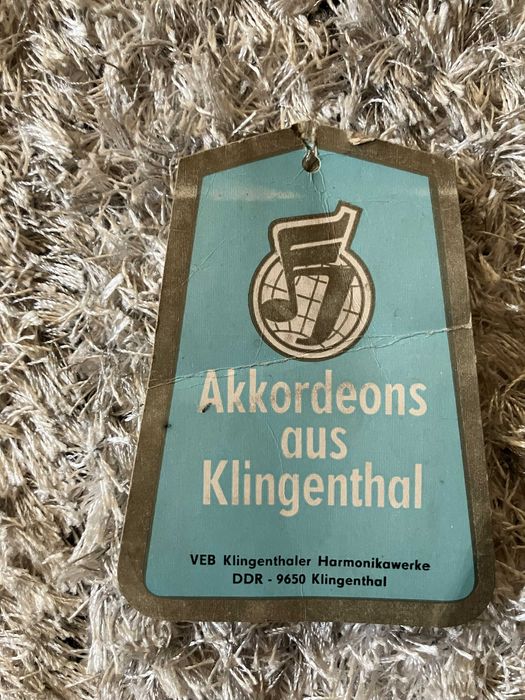 Akkordeons
aus
Klingenthal
VEB Klingenthaler Harmonikawerke
DDR - 9650 Klingenthal